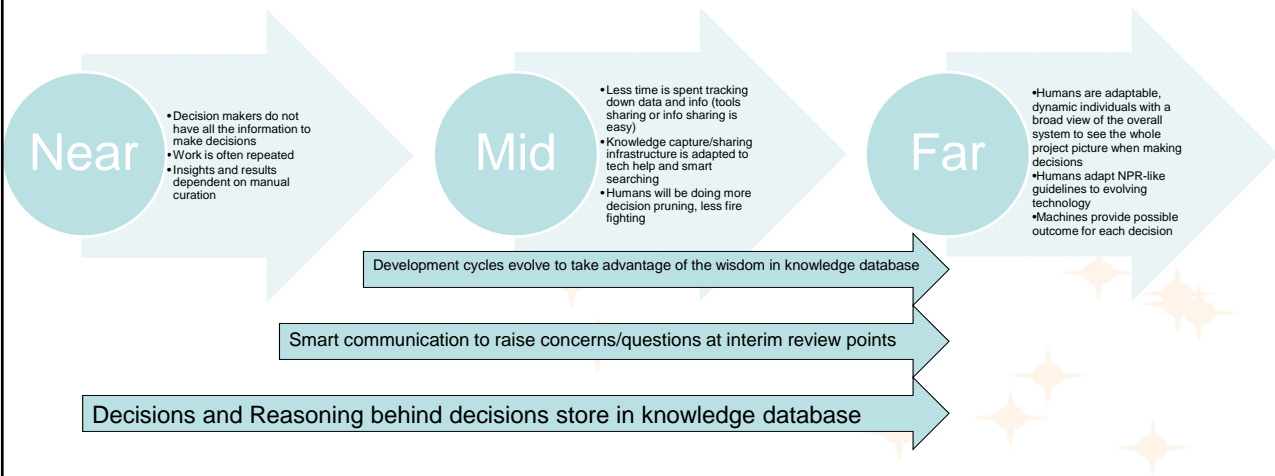 Near
•Decision makers do not
have all the information to
make decisions
•Work is often repeated
•Insights and results
dependent on manual
curation
Mid
•Less time is spent tracking
down data and info (tools
sharing or info sharing is
easy)
•Knowledge capture/sharing
infrastructure is adapted to
tech help and smart
searching
•Humans will be doing more
decision pruning, less fire
fighting
Far
•Humans are adaptable,
dynamic individuals with a
broad view of the overall
system to see the whole
project picture when making
decisions
•Humans adapt NPR-like
guidelines to evolving
technology
•Machines provide possible
outcome for each decision
Development cycles evolve to take advantage of the wisdom in knowledge database
Smart communication to raise concerns/questions at interim review points
Decisions and Reasoning behind decisions store in knowledge database